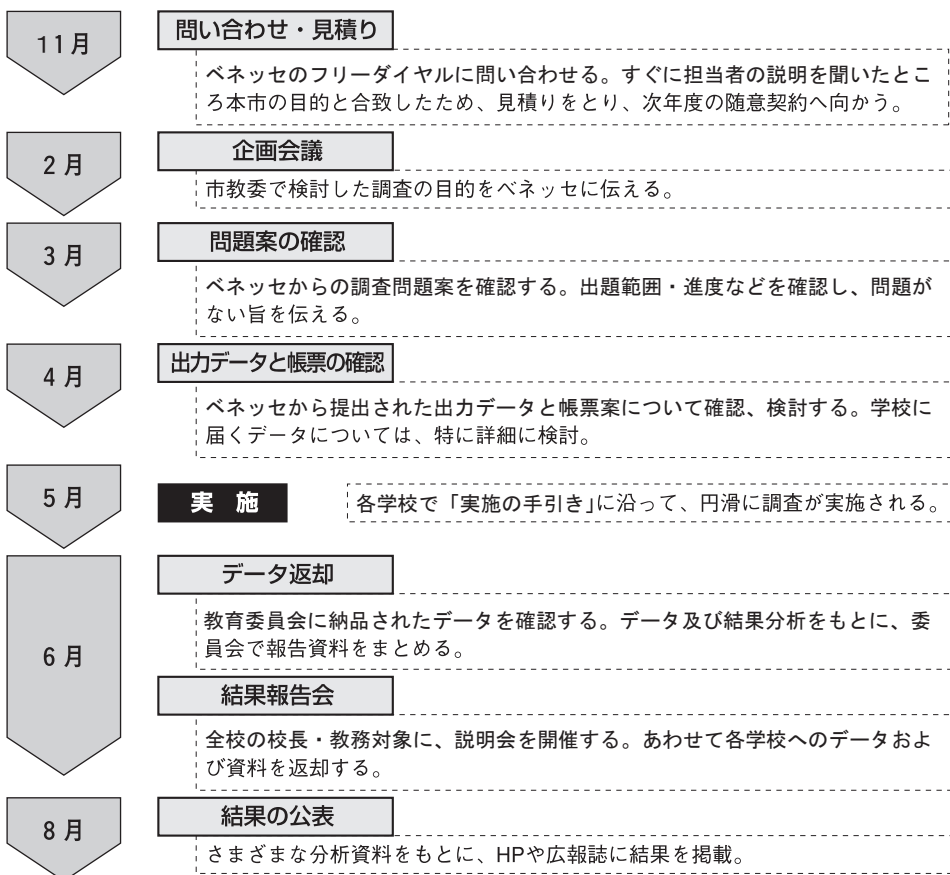 11月
問い合わせ・見積り
ベネッセのフリーダイヤルに問い合わせる。すぐに担当者の説明を聞いたとこ
ろ本市の目的と合致したため、見積りをとり、次年度の随意契約へ向かう。
2月
企画会議
市教委で検討した調査の目的をベネッセに伝える。
3月
問題案の確認
ベネッセからの調査問題案を確認する。出題範囲・進度などを確認し、問題が
ない旨を伝える。
4月
出力データと帳票の確認
ベネッセから提出された出力データと帳票案について確認、検討する。学校に
届くデータについては、特に詳細に検討。
5月
実施
各学校で「実施の手引き」に沿って、円滑に調査が実施される。
6月
データ返却
教育委員会に納品されたデータを確認する。データ及び結果分析をもとに、委
員会で報告資料をまとめる。
結果報告会
全校の校長・教務対象に、説明会を開催する。あわせて各学校へのデータおよ
び資料を返却する。
8月
結果の公表
さまざまな分析資料をもとに、HPや広報誌に結果を掲載。